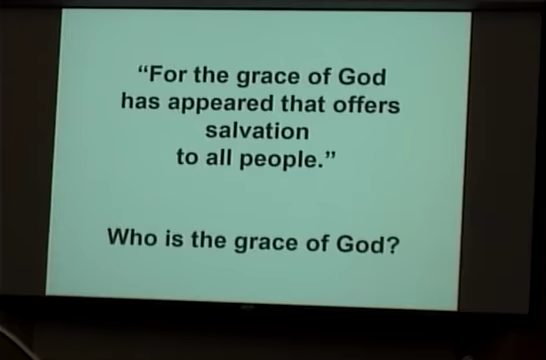 “For the grace of God
has appeared that offers
salvation
to all people.”
Who is the grace of God?